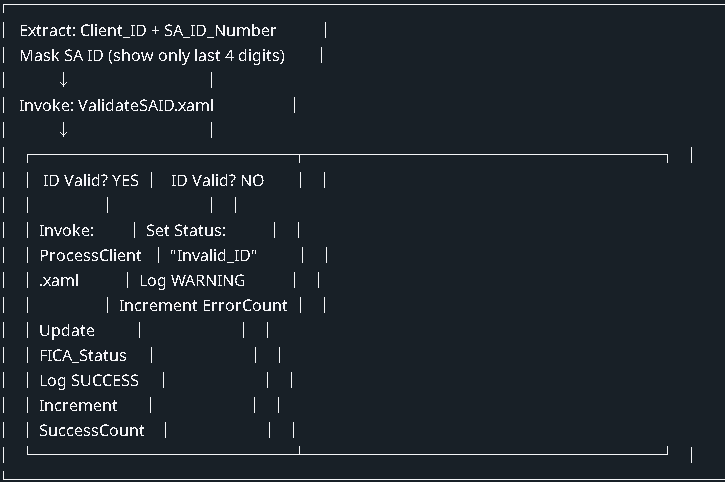 Extract: Client_ID + SA_ID_Number
Mask SA ID (show only last 4 digits)
↓
Invoke: ValidateSAID.xaml
↓
ID Valid? YES │ ID Valid? NO
Invoke: │ Set Status:
ProcessClient │ "Invalid_ID"
.xaml │ Log WARNING
│ Increment ErrorCount
Update
FICA_Status
Log SUCCESS
Increment
SuccessCount